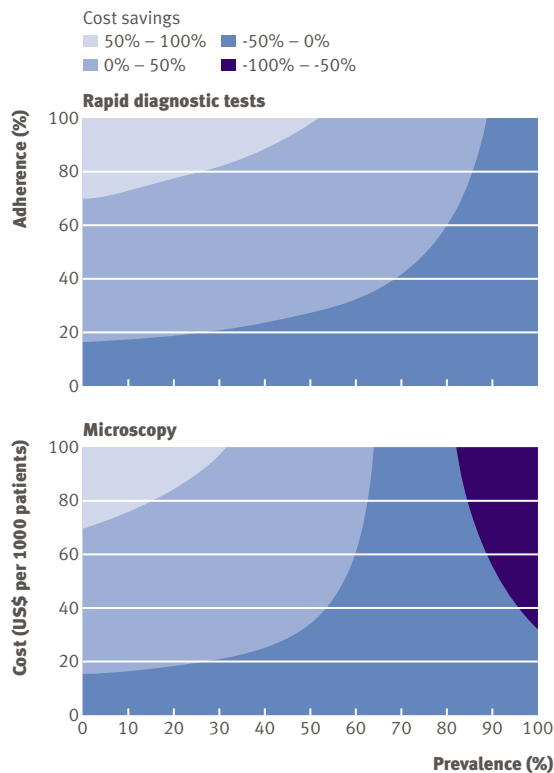 Cost savings
50% – 100%
-50% – 0%
0% – 50%
-100% – -50%
Rapid diagnostic tests
Adherence (%)
100
80
60
40
20
0
Microscopy
Cost (US$ per 1000 patients)
100
80
60
40
20
0
0 10 20 30 40 50 60 70 80 90 100
Prevalence (%)